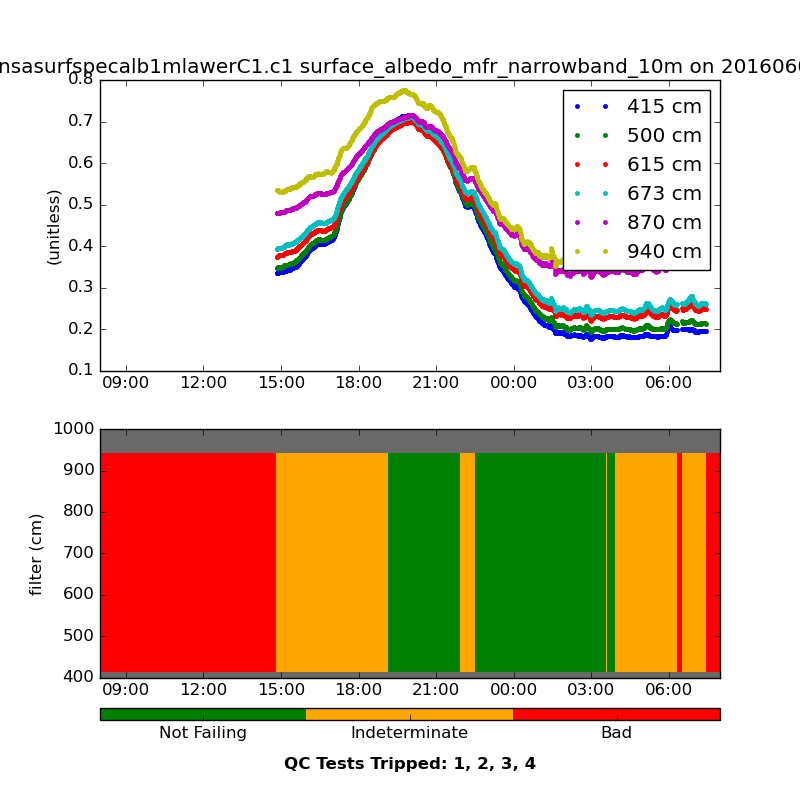 nsasurfspecalb1mlawerC1.c1 surface_albedo_mfr_narrowband_10m on 2016060
0.8
0.7
0.6
0.5
0.4
0.3
0.2
0.1
(unitless)
415 cm
500 cm
615 cm
673 cm
870 cm
940 cm
09:00 12:00 15:00 18:00 21:00 00:00 03:00 06:00
1000
900
800
700
600
500
400
filter (cm)
09:00 12:00 15:00 18:00 21:00 00:00 03:00 06:00
Not Failing Indeterminate Bad
QC Tests Tripped: 1, 2, 3, 4